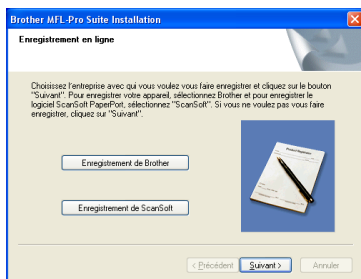 Brother MFL-Pro Suite Installation
Enregistrement en ligne
Choisissez l'entreprise avec qui vous voulez vous faire enregistrer et cliquez sur le bouton
"Suivant". Pour enregistrer votre appareil, sélectionnez Brother et pour enregistrer le
logiciel ScanSoft PaperPort, sélectionnez "ScanSoft". Si vous ne voulez pas vous faire
enregistrer, cliquez sur "Suivant".
Enregistrement de Brother
Enregistrement de ScanSoft
< Précédent Suivant > Annuler